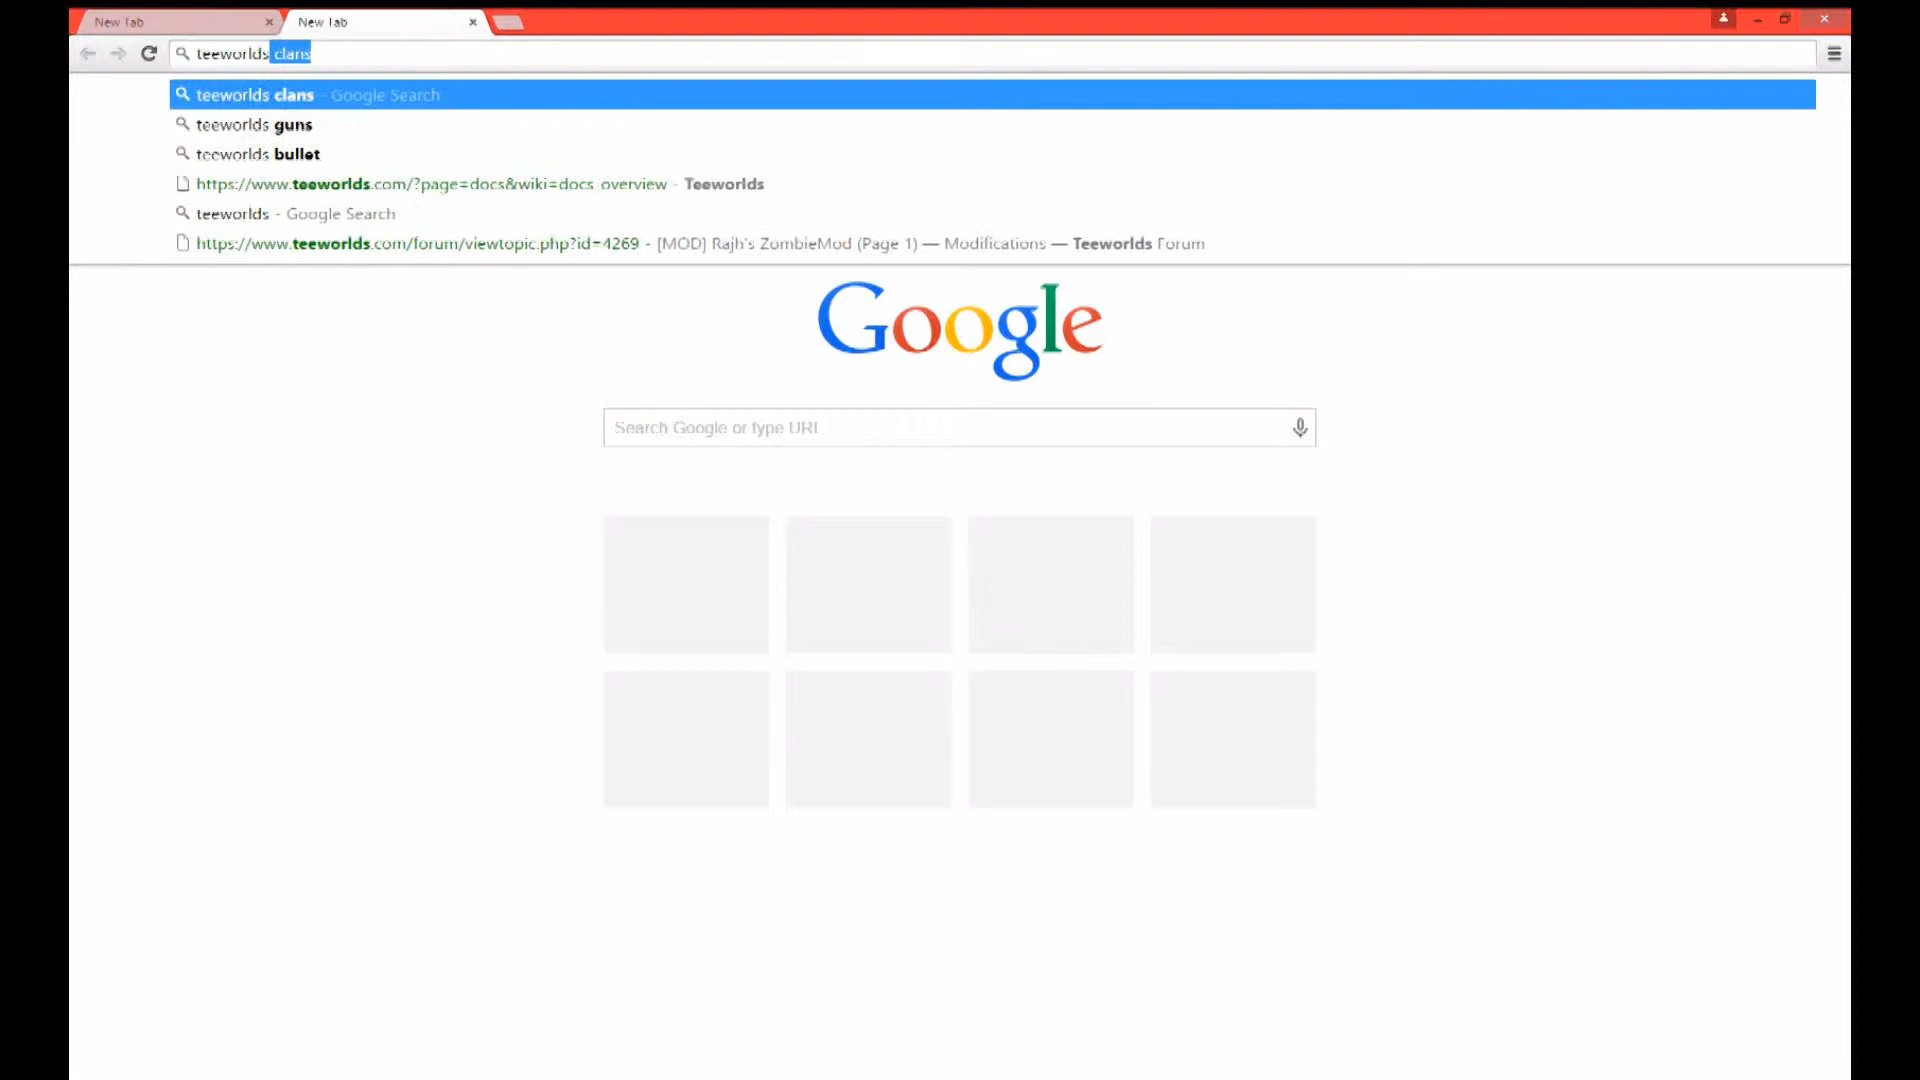 New Tab
New Tab
teeworlds clans
teeworlds clans - Google Search
teeworlds guns
teeworlds bullet
https://www.teeworlds.com/?page=docs&wiki=docs_overview - Teeworlds
teeworlds - Google Search
https://www.teeworlds.com/forum/viewtopic.php?id=4269 - [MOD] Rajh's ZombieMod (Page 1) — Modifications — Teeworlds Forum
Google
Search Google or type URL